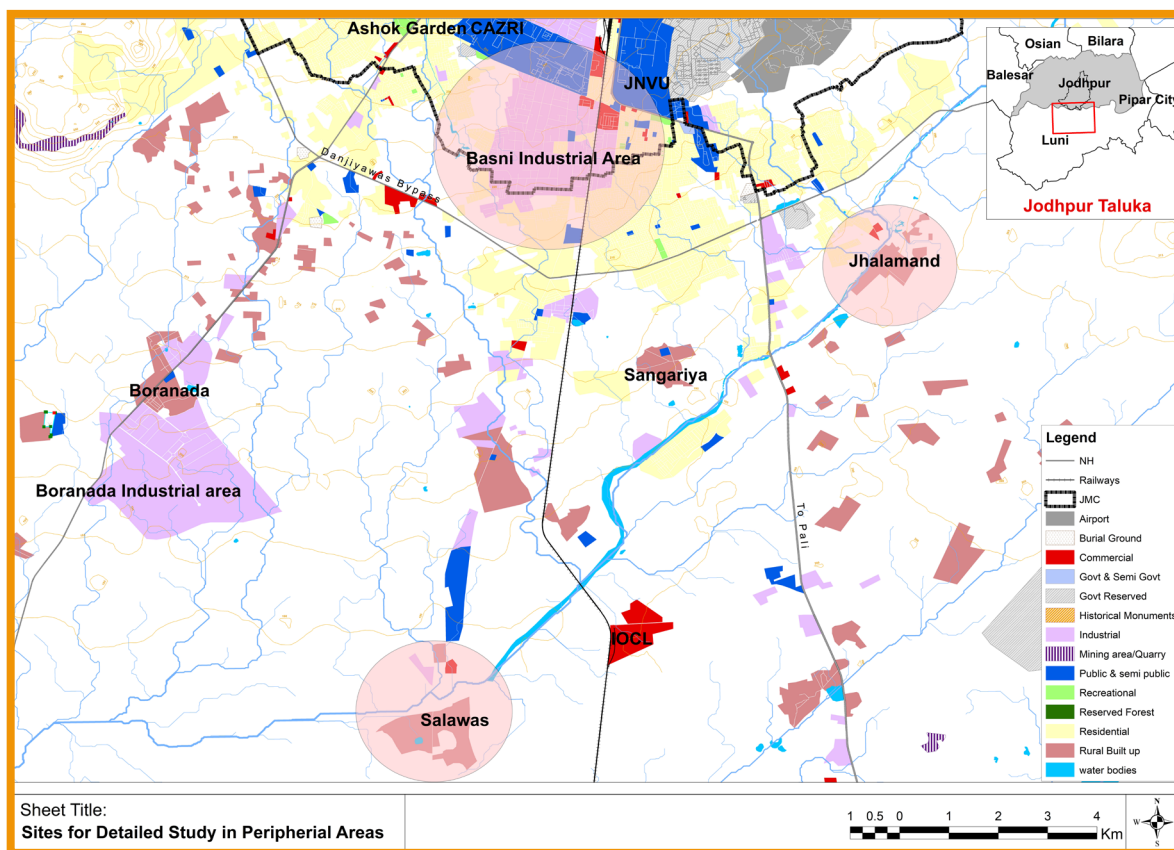 Ashok Garden CAZRI
JNVU
Basni Industrial Area
Danjiyawas Bypass
Jhalamand
Sangariya
Boranada
Boranada Industrial area
To Pali
IOCL
Salawas
Osian
Bilara
Balesar
Jodhpur
Pipar City
Luni
Jodhpur Taluka
Legend
NH
Railways
JMC
Airport
Burial Ground
Commercial
Govt & Semi Govt
Govt Reserved
Historical Monuments
Industrial
Mining area/Quarry
Public & semi public
Recreational
Reserved Forest
Residential
Rural Built up
water bodies
Sheet Title:
Sites for Detailed Study in Peripherial Areas
1 0.5 0 1 2 3 4
Km
N
W E
S